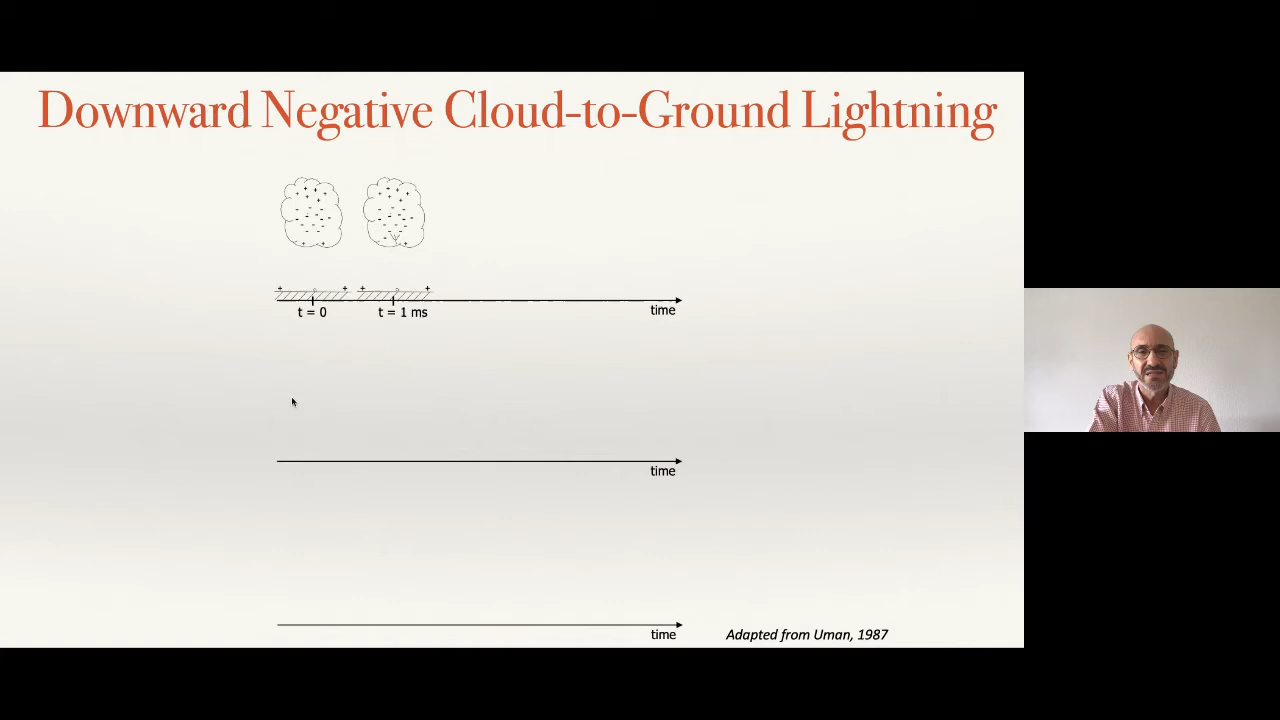 Downward Negative Cloud-to-Ground Lightning
t = 0
t = 1 ms
time
time
time
Adapted from Uman, 1987